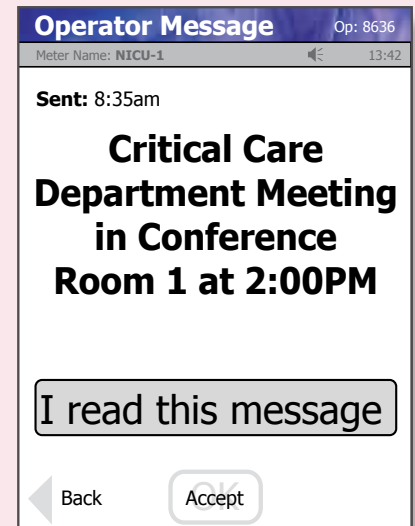 Operator Message Op: 8636
Meter Name: NICU-1 13:42
Sent: 8:35am
Critical Care
Department Meeting
in Conference
Room 1 at 2:00PM
I read this message
Back OK Accept